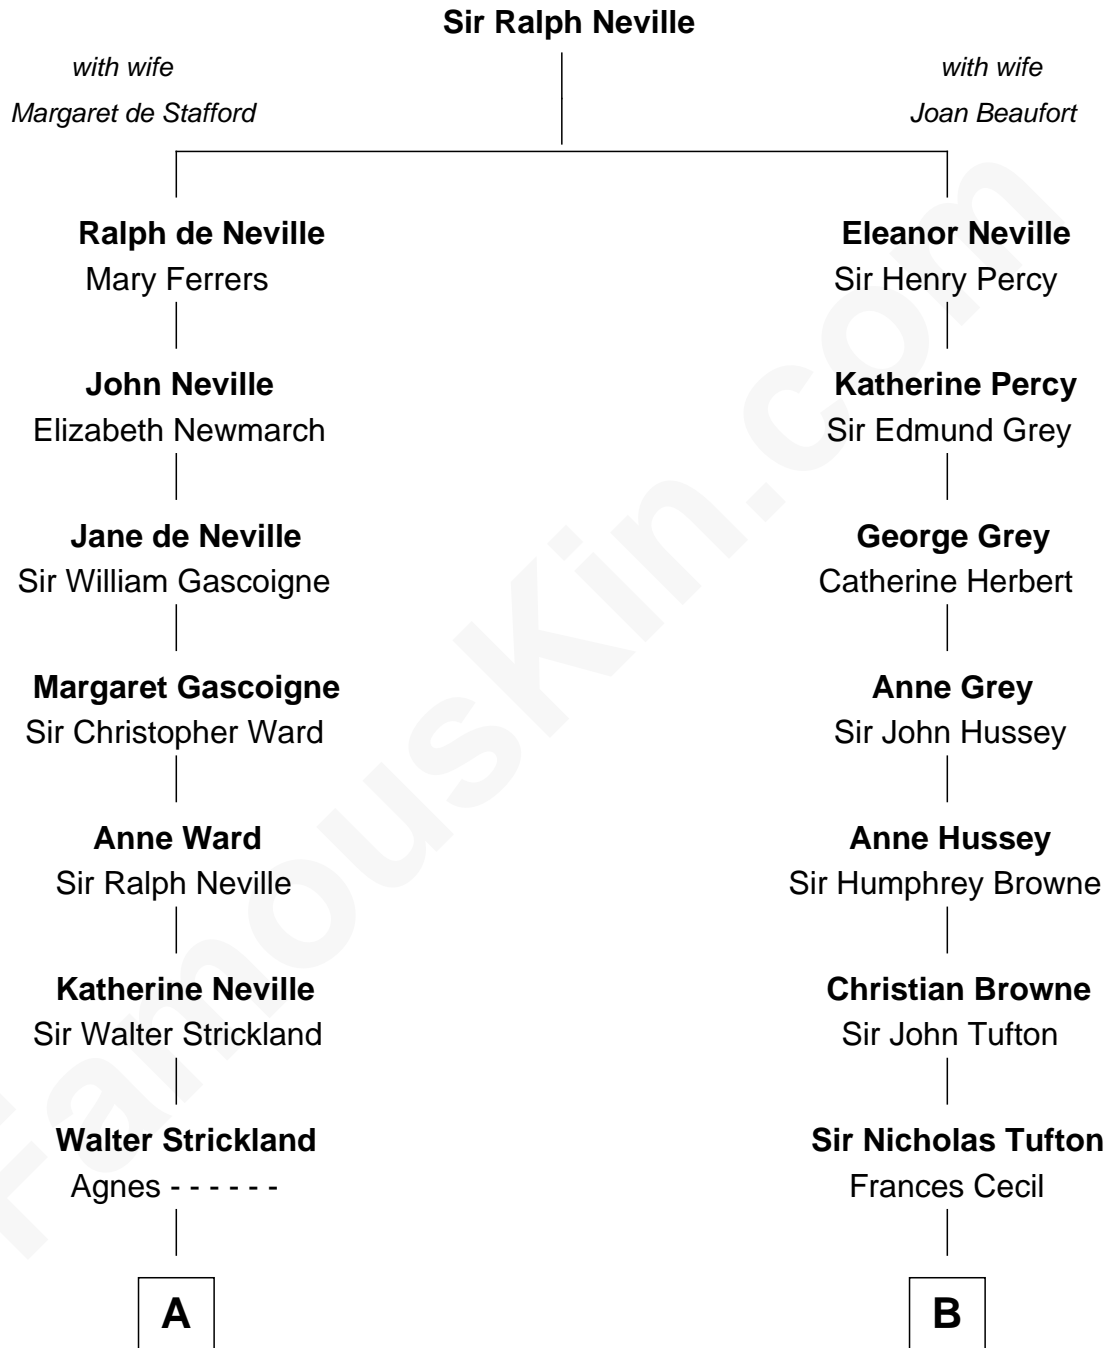 Sir Ralph Neville
with wife
Margaret de Stafford
with wife
Joan Beaufort
Ralph de Neville
Mary Ferrers
Eleanor Neville
Sir Henry Percy
John Neville
Elizabeth Newmarch
Katherine Percy
Sir Edmund Grey
Jane de Neville
Sir William Gascoigne
George Grey
Catherine Herbert
Margaret Gascoigne
Sir Christopher Ward
Anne Grey
Sir John Hussey
Anne Ward
Sir Ralph Neville
Anne Hussey
Sir Humphrey Browne
Katherine Neville
Sir Walter Strickland
Christian Browne
Sir John Tufton
Walter Strickland
Agnes - - - - - -
Sir Nicholas Tufton
Frances Cecil
A
B
FamousKin.com